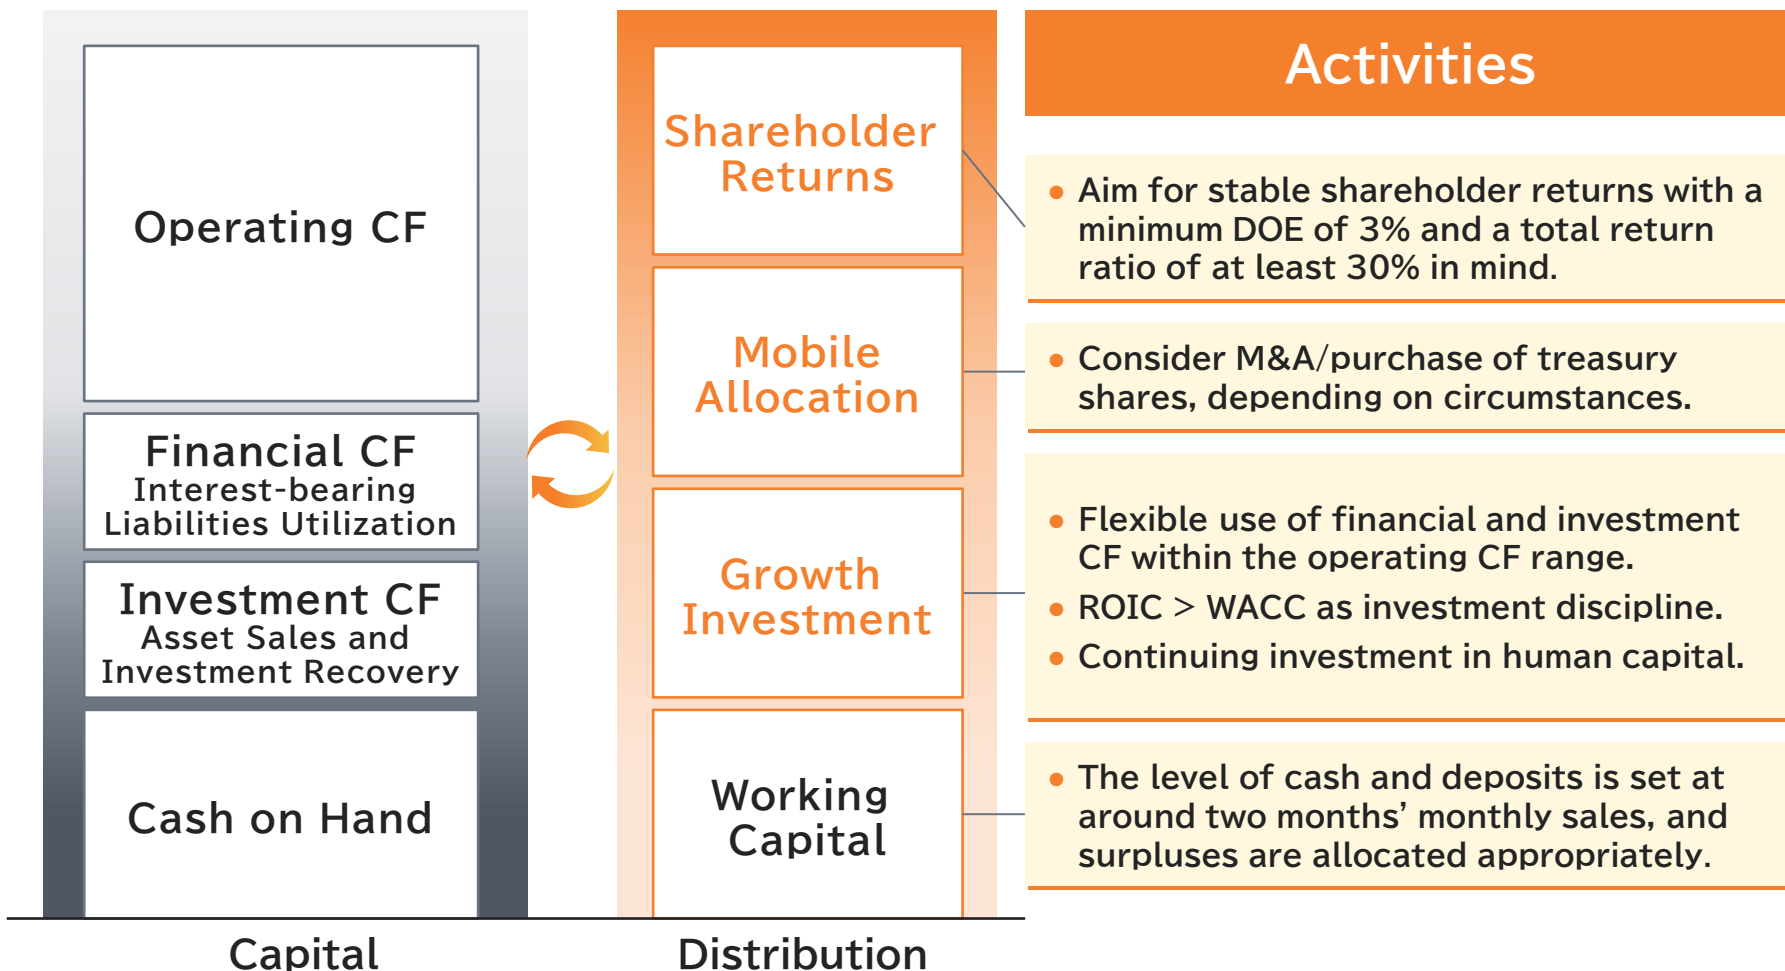 Operating CF
Financial CF
Interest-bearing
Liabilities Utilization
Investment CF
Asset Sales and
Investment Recovery
Cash on Hand
Capital
Shareholder
Returns
Mobile
Allocation
Growth
Investment
Working
Capital
Distribution
Activities
• Aim for stable shareholder returns with a
minimum DOE of 3% and a total return
ratio of at least 30% in mind.
• Consider M&A/purchase of treasury
shares, depending on circumstances.
• Flexible use of financial and investment
CF within the operating CF range.
• ROIC > WACC as investment discipline.
• Continuing investment in human capital.
• The level of cash and deposits is set at
around two months’ monthly sales, and
surpluses are allocated appropriately.